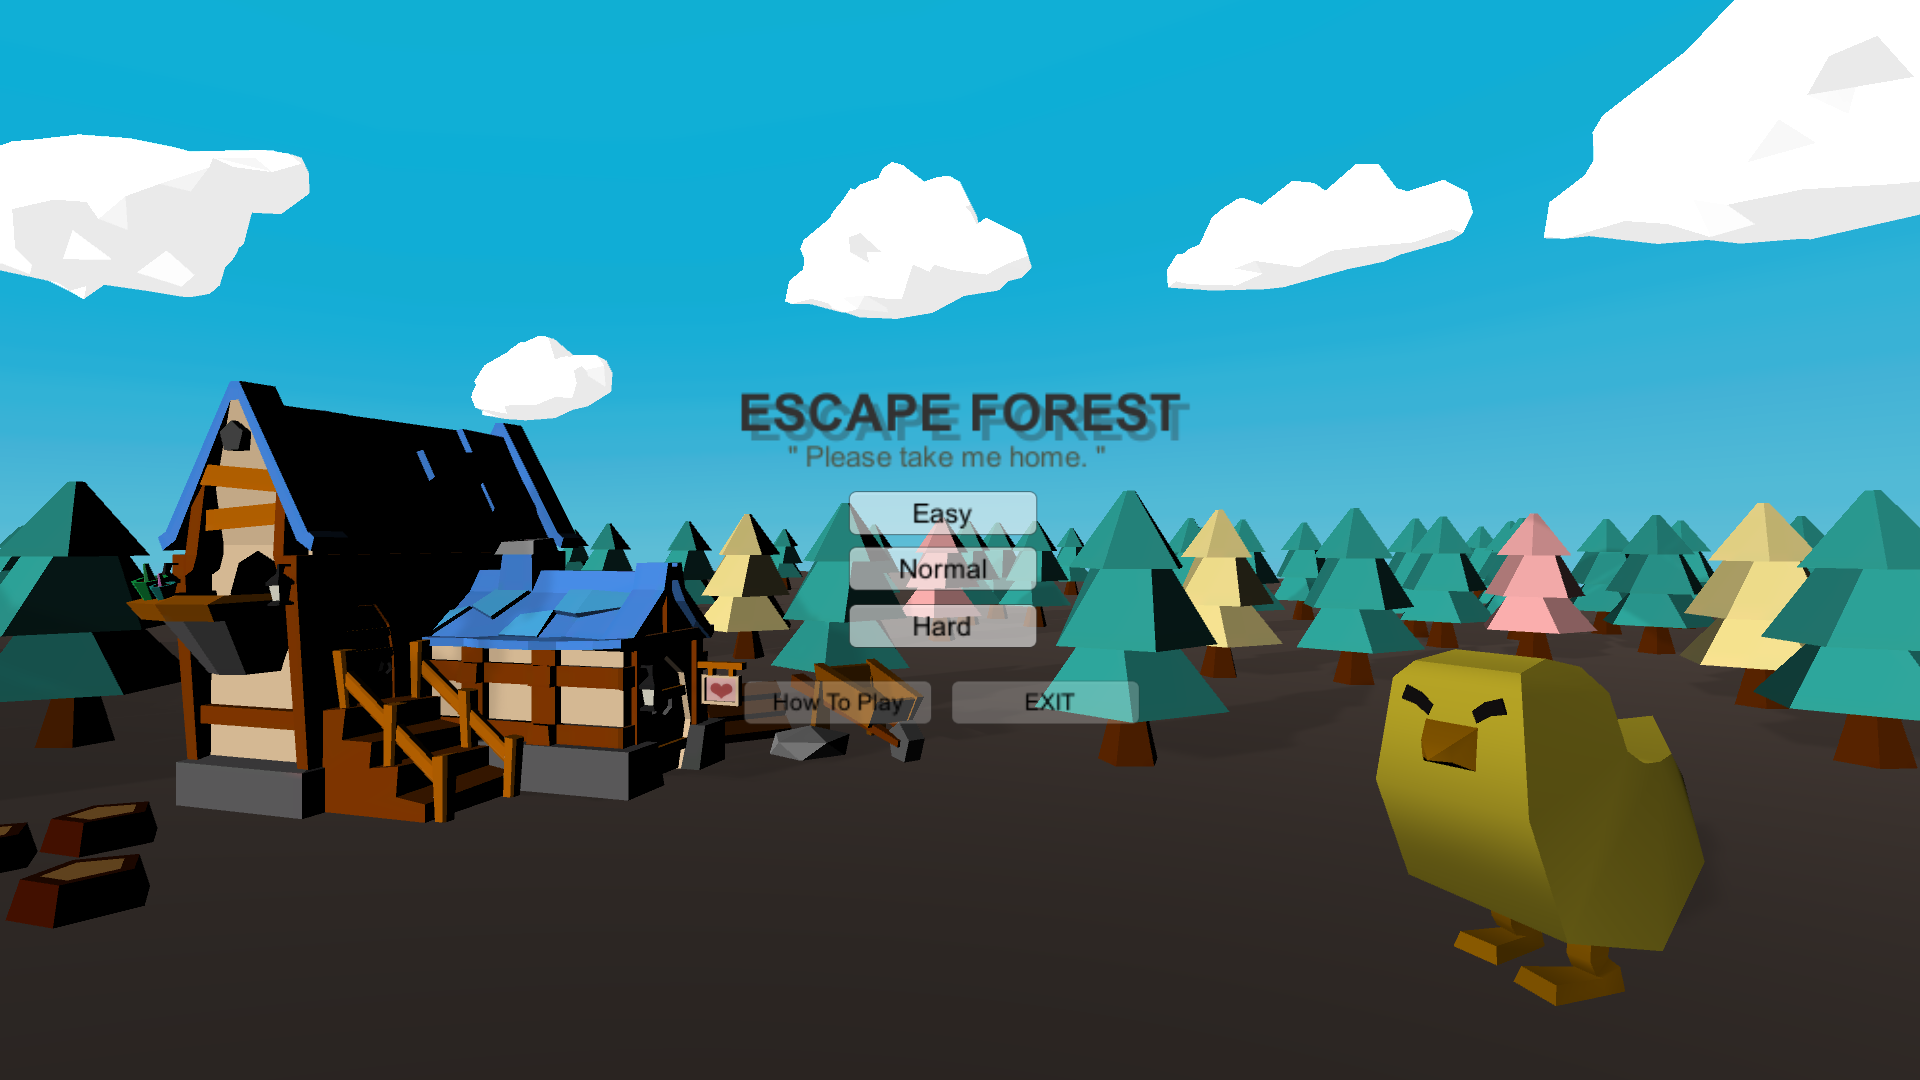 ESCAPE FOREST
" Please take me home. "
Easy
Normal
Hard
How To Play
EXIT